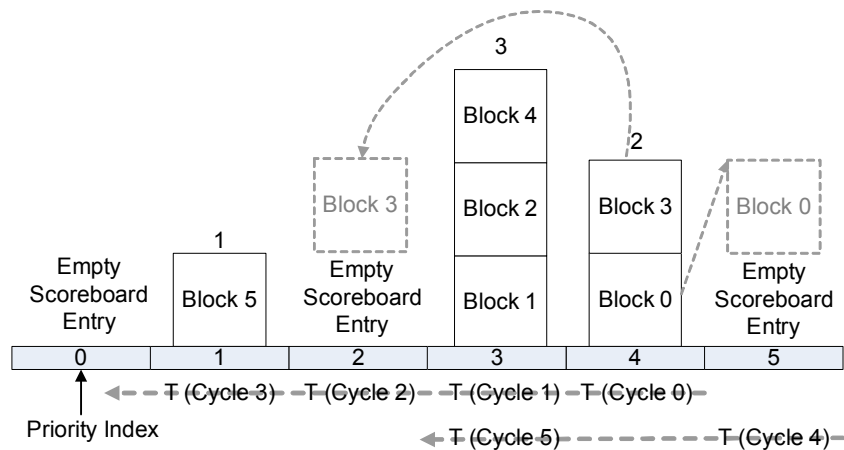 3
Block 4
2
Block 3
Block 2
Block 3
Block 0
1
Empty
Scoreboard
Entry
Block 5
Empty
Scoreboard
Entry
Block 1
Block 0
Empty
Scoreboard
Entry
0 1 2 3 4 5
T (Cycle 3) T (Cycle 2) T (Cycle 1) T (Cycle 0)
Priority Index
T (Cycle 5) T (Cycle 4)